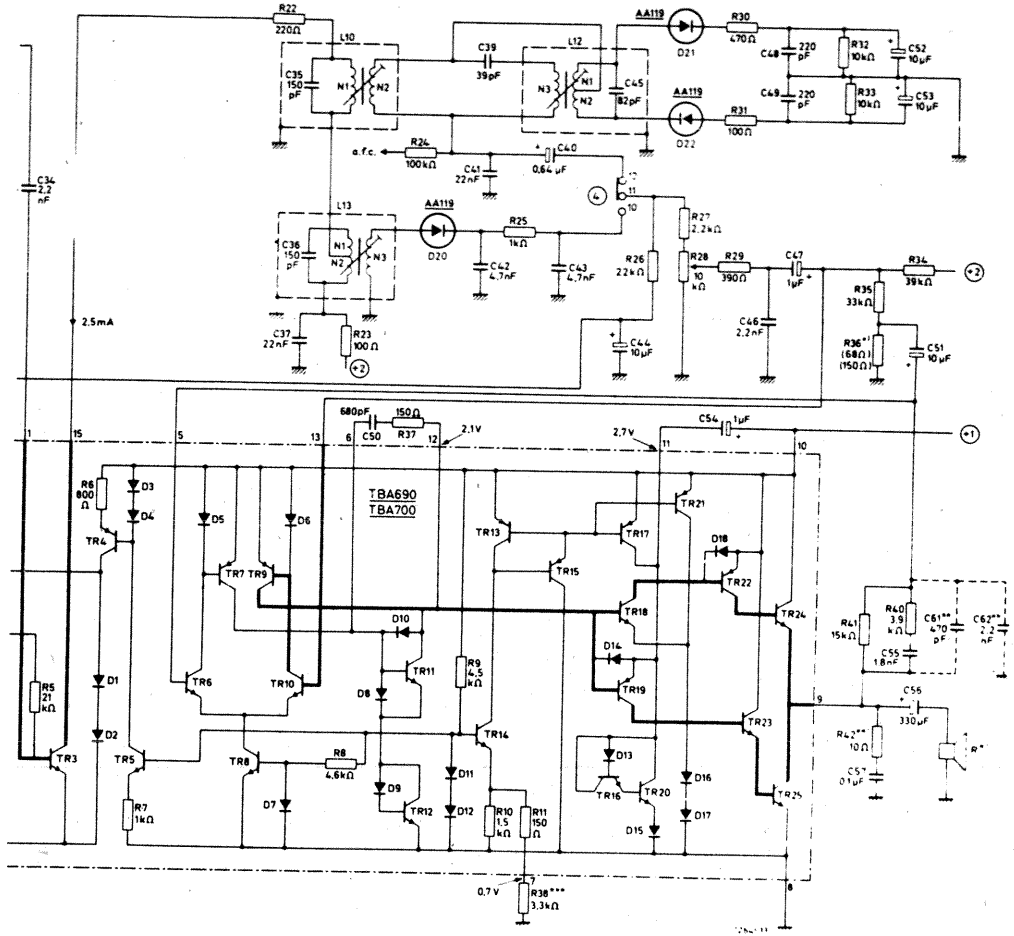 R22
220Ω
L10
C35
150
pF
N1
N2
C39
39pF
L12
N3
N1
N2
C45
82pF
AA119
D21
R30
470Ω
220
pF
C48
R32
10kΩ
C52
10µF
C49
220
pF
R33
10kΩ
C53
10µF
AA119
D22
R31
100Ω
a.f.c.
R24
100kΩ
C41
22nF
C40
0,64 µF
4
12
11
10
C34
2,2
nF
L13
C36
150
pF
N1
N2
N3
AA119
D20
R25
1kΩ
C42
4,7nF
C43
4,7nF
R26
22kΩ
R27
2,2kΩ
R28
10
kΩ
R29
390Ω
C47
1µF
C46
2,2nF
R34
39kΩ
+2
R35
33kΩ
R36*)
(68Ω)
(150Ω)
C51
10µF
2,5mA
C37
22nF
R23
100Ω
+2
C44
10µF
680pF
C50
150Ω
R37
2,1V
2,7V
C54
1µF
+1
1
15
5
13
6
12
11
10
TBA690
TBA700
R6
800
Ω
D3
D4
TR4
D5
D6
TR7
TR9
TR13
TR15
TR17
TR21
D18
TR22
TR18
TR24
D10
TR11
D14
TR19
R5
21
kΩ
D1
D2
TR6
TR10
D8
R9
4,5
kΩ
TR14
TR23
9
R41
15kΩ
R40
3,9
kΩ
C55
1,8nF
C61**
470
pF
C62**
2,2
nF
C56
330µF
R42**
10Ω
C57
0,1µF
R*)
TR3
TR5
R7
1kΩ
TR8
D7
R8
4,6kΩ
D9
TR12
D11
D12
R10
1,5
kΩ
R11
150
Ω
D13
TR16
TR20
D15
D16
D17
TR25
0,7V
7
R38***
3,3kΩ
8